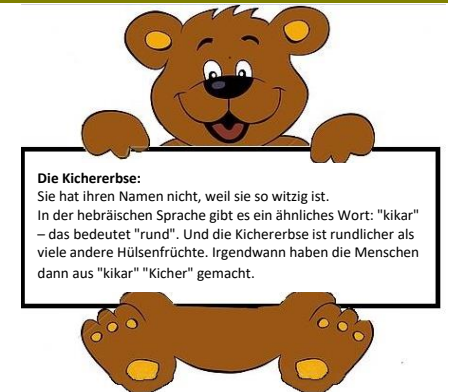 Die Kichererbse:
Sie hat ihren Namen nicht, weil sie so witzig ist.
In der hebräischen Sprache gibt es ein ähnliches Wort: "kikar"
– das bedeutet "rund". Und die Kichererbse ist rundlicher als
viele andere Hülsenfrüchte. Irgendwann haben die Menschen
dann aus "kikar" "Kicher" gemacht.